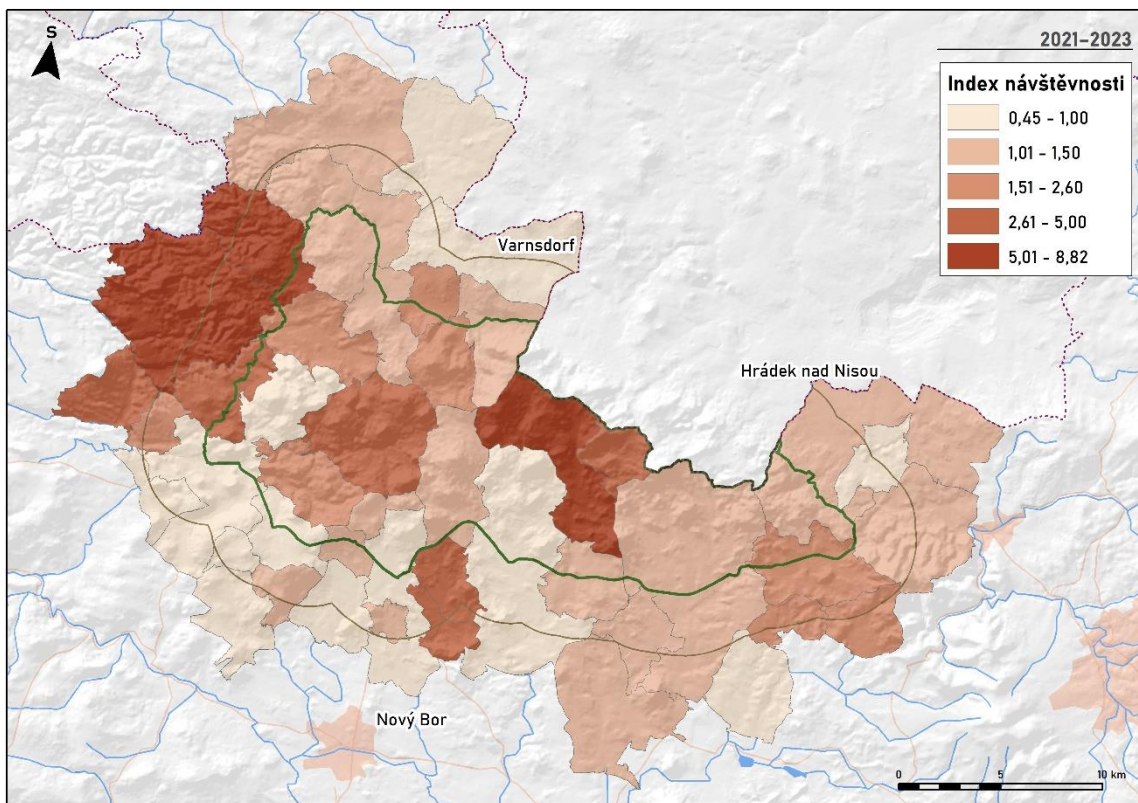 S
2021–2023
Index návštěvnosti
0,45 - 1,00
1,01 - 1,50
1,51 - 2,60
2,61 - 5,00
5,01 - 8,82
Varnsdorf
Hrádek nad Nisou
Nový Bor
0 5 10 km